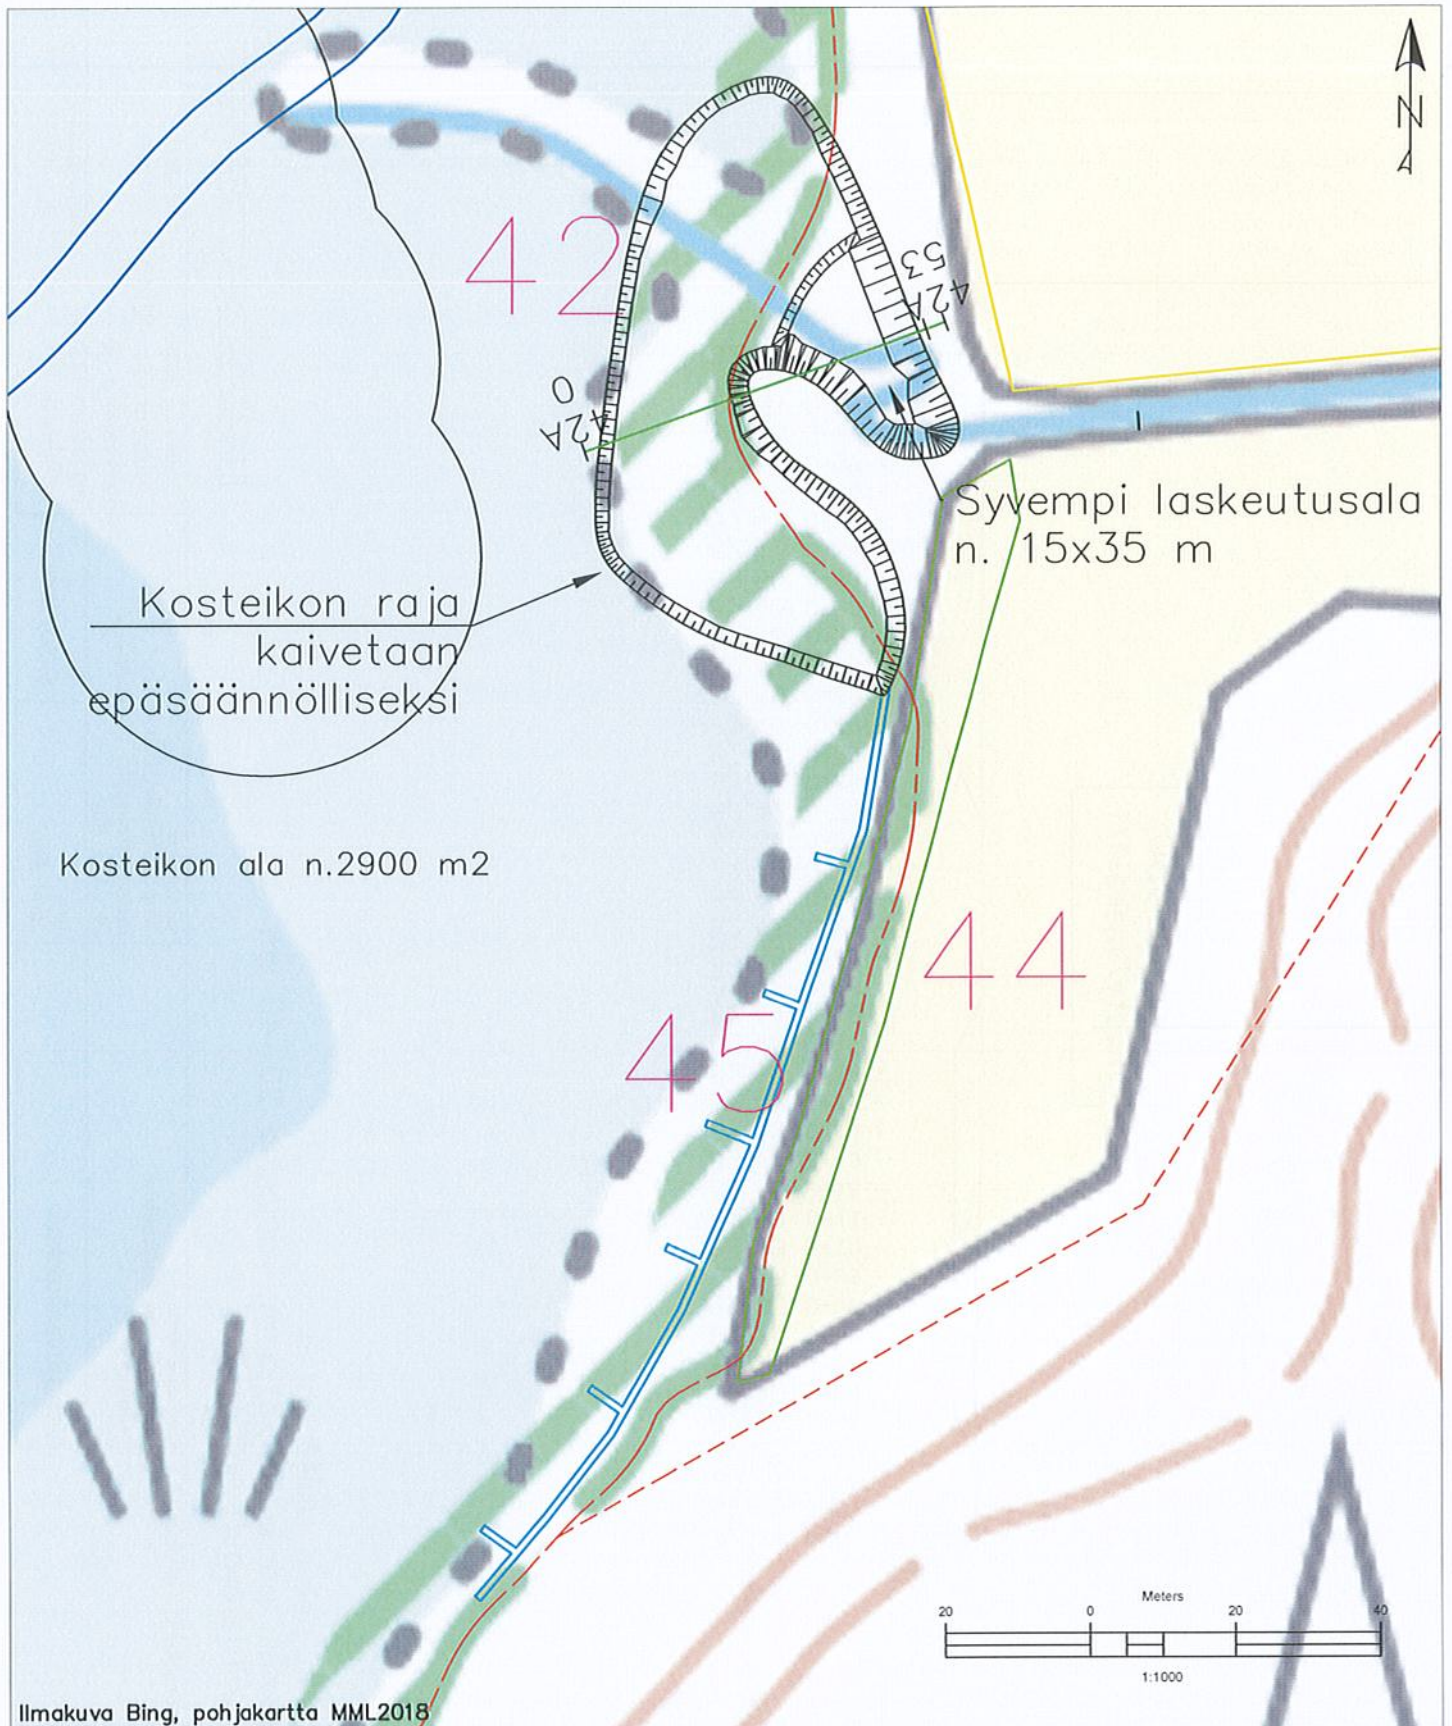 N
42
53
42A
0
42A
Syvempi laskeutusala
n. 15x35 m
Kosteikon raja
kaivetaan
epäsäännölliseksi
Kosteikon ala n.2900 m2
44
45
Meters
20 0 20 40
1:1000
Ilmakuva Bing, pohjakartta MML2018